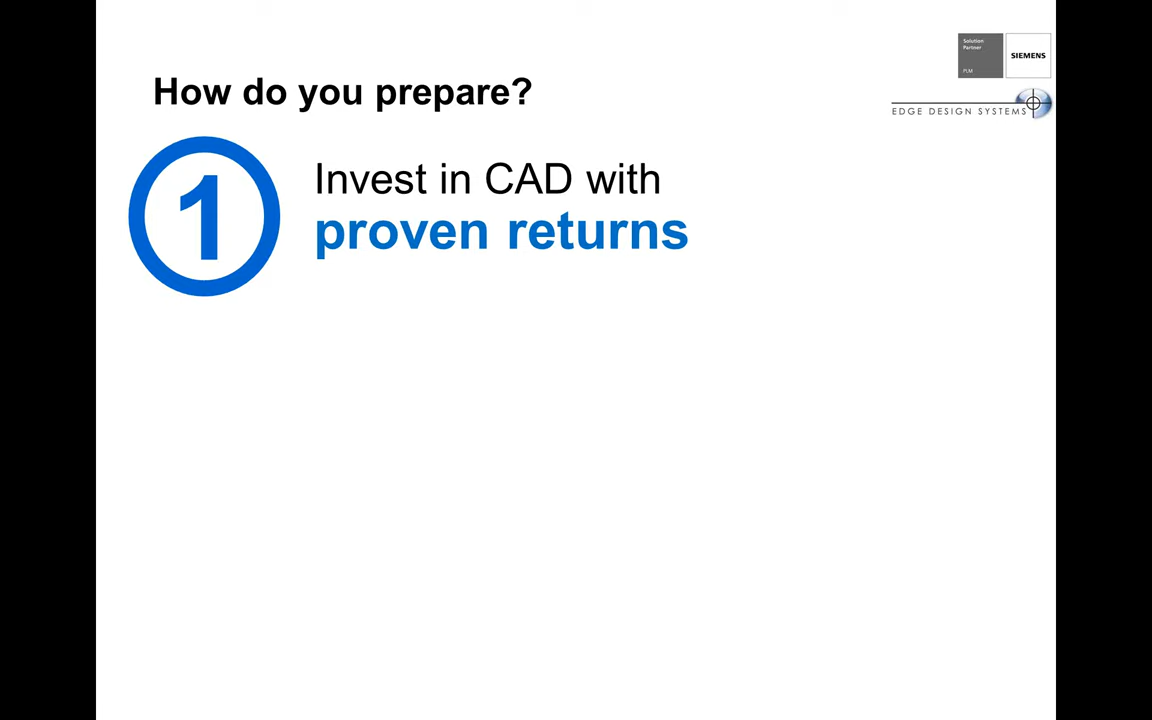 Solution
Partner
SIEMENS
PLM
How do you prepare?
EDGE DESIGN SYSTEMS
1
Invest in CAD with
proven returns